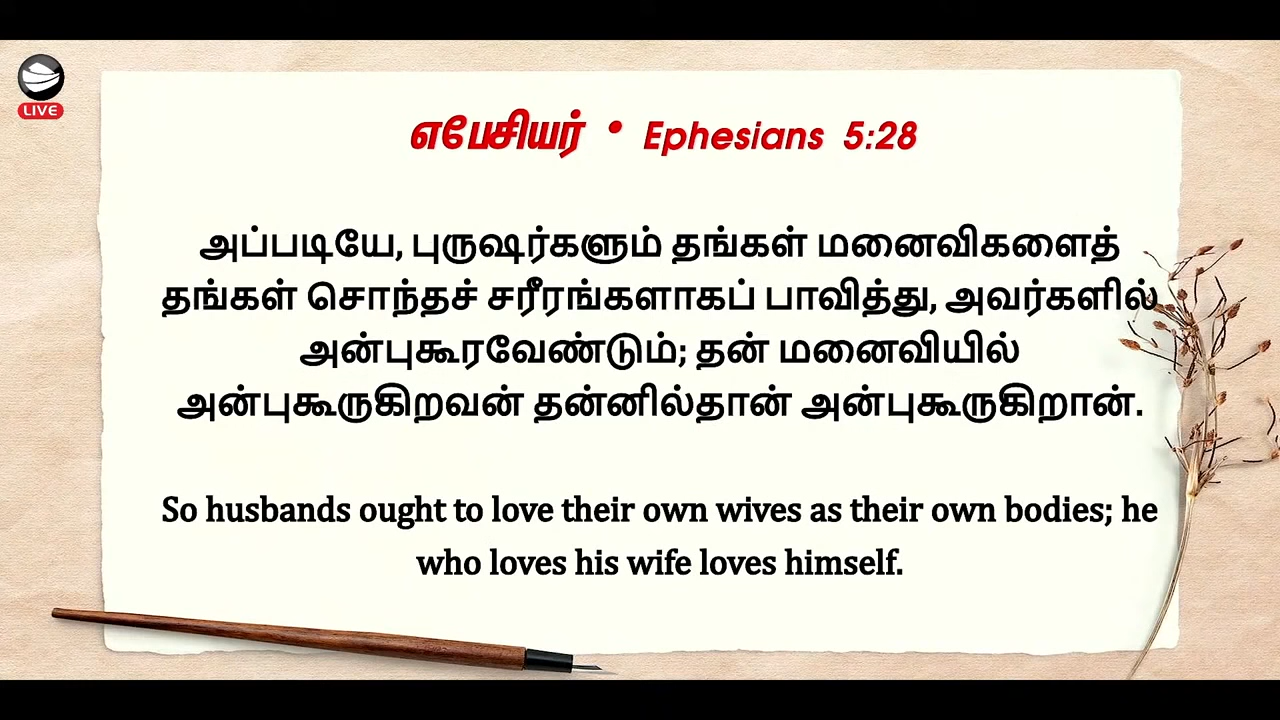 LIVE
எபேசியர் • Ephesians 5:28
அப்படியே, புருஷர்களும் தங்கள் மனைவிகளைத்
தங்கள் சொந்தச் சரீரங்களாகப் பாவித்து, அவர்களில்
அன்புகூரவேண்டும்; தன் மனைவியில்
அன்புகூருகிறவன் தன்னில்தான் அன்புகூருகிறான்.
So husbands ought to love their own wives as their own bodies; he
who loves his wife loves himself.